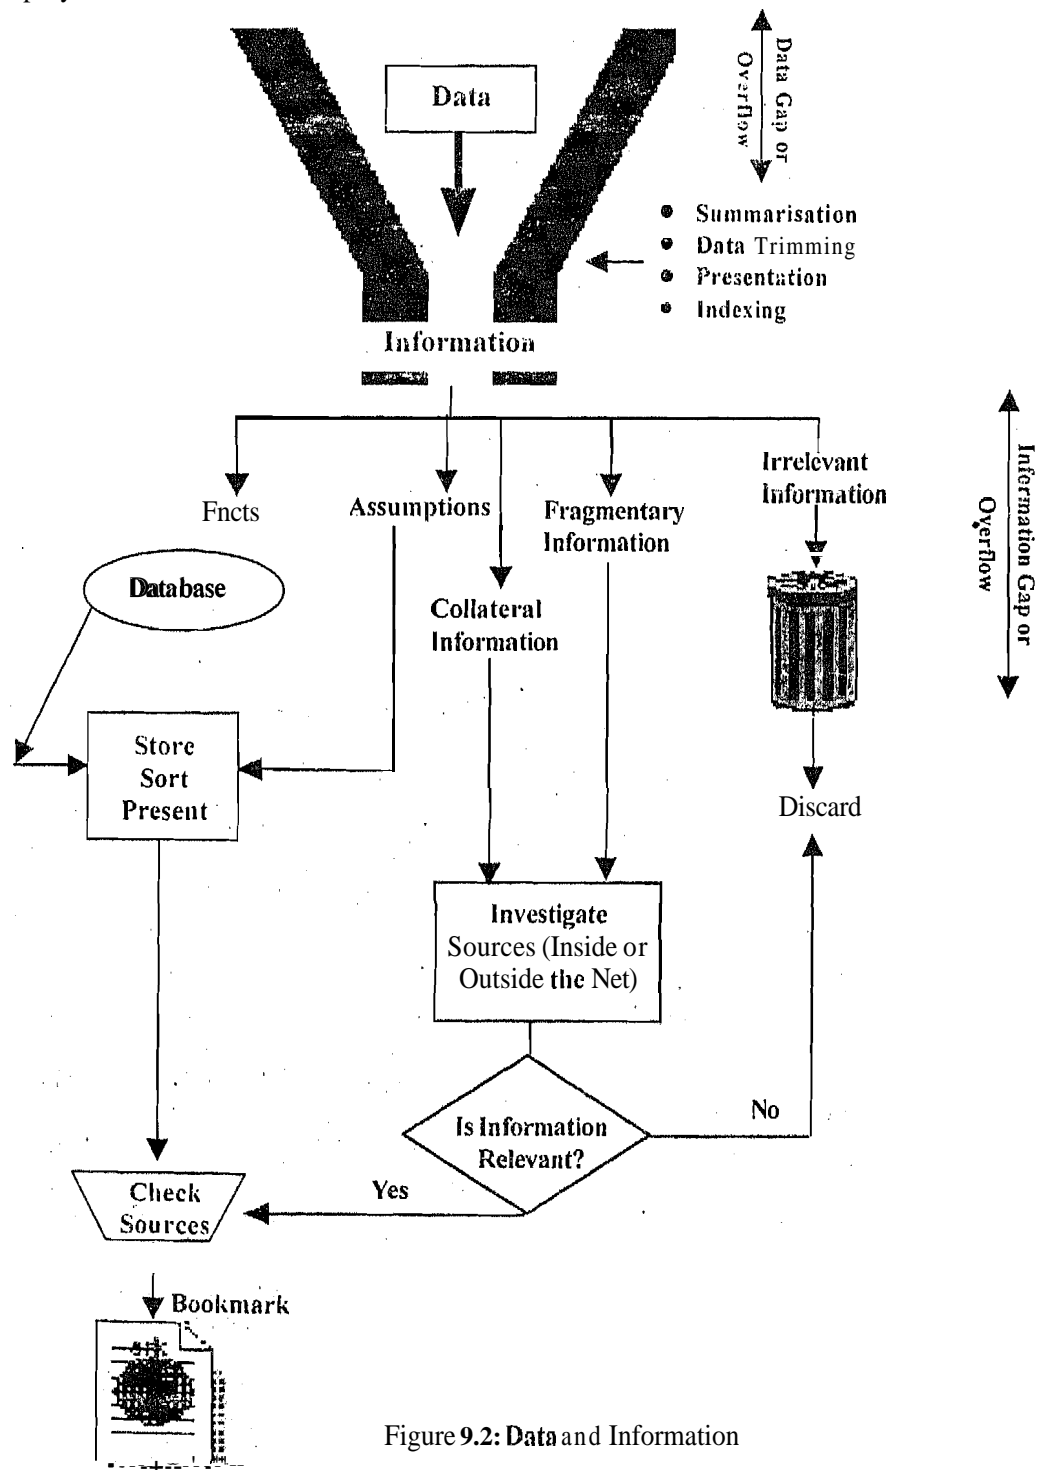 Data
Data Gap or
Overflow
Summarisation
Data Trimming
Presentation
Indexing
Information
Fncts
Assumptions
Fragmentary
Information
Irrelevant
Information
Information Gap or
Overflow
Database
Collateral
Information
Store
Sort
Present
Discard
Investigate
Sources (Inside or
Outside the Net)
Is Information
Relevant?
No
Yes
Check
Sources
Bookmark
Figure 9.2: Data and Information